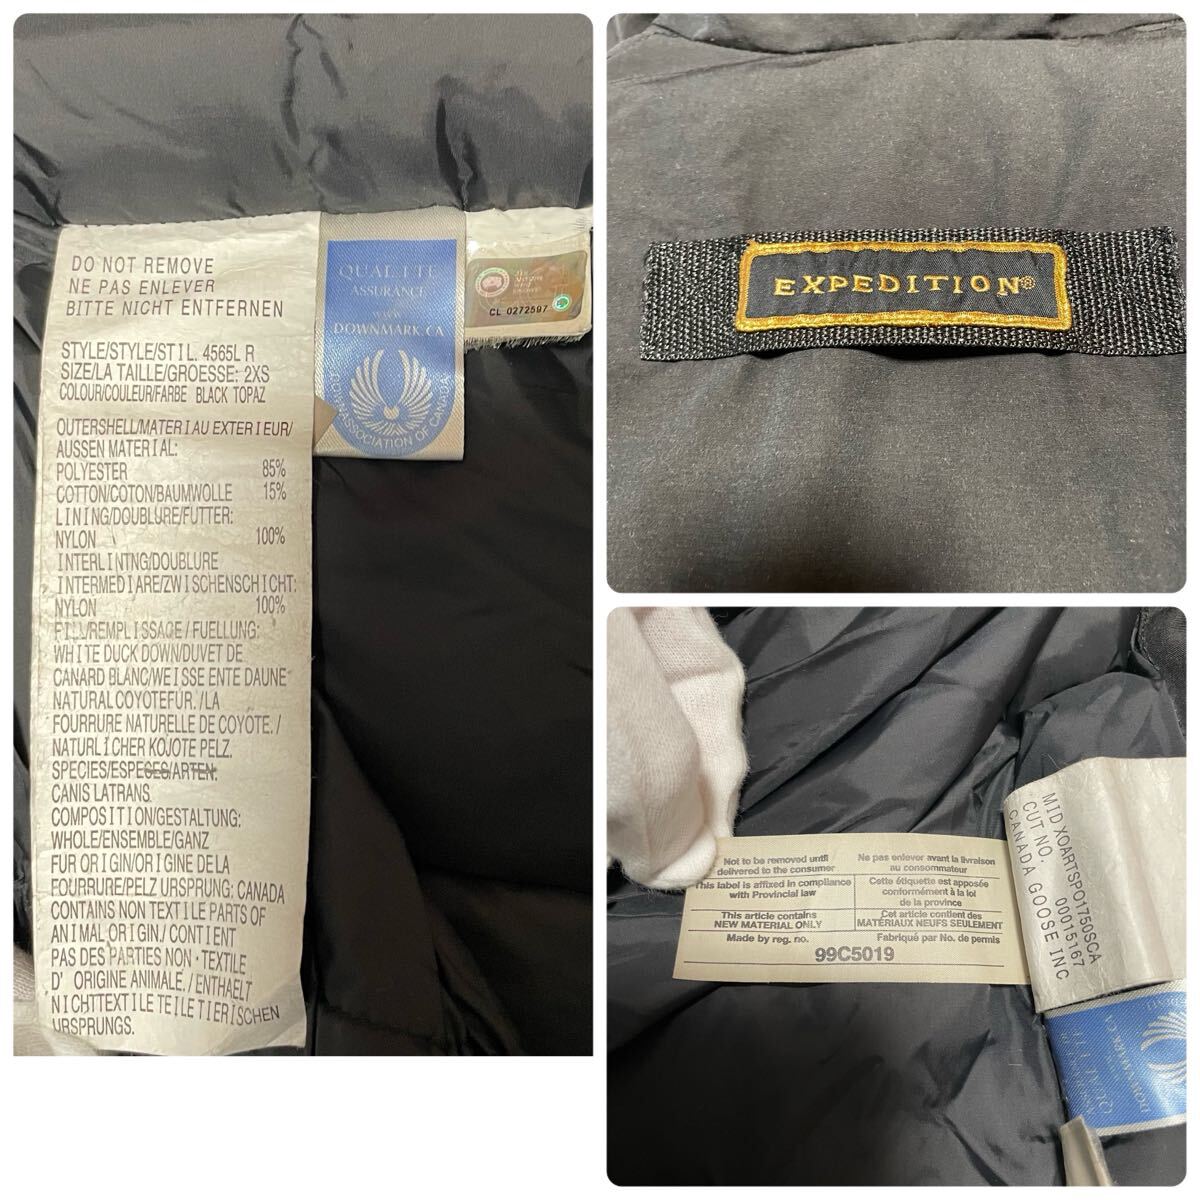 DO NOT REMOVE
NE PAS ENLEVER
BITTE NICHT ENTFERNEN
STYLE/STYLE/STIL. 4565L R
SIZE/LA TAILLE/GROESSE: 2XS
COLOUR/COULEUR/FARBE BLACK TOPAZ
OUTERSHELL/MATERIAU EXTERIEUR/
AUSSEN MATERIAL:
POLYESTER 85%
COTTON/COTON/BAUMWOLLE 15%
LINING/DOUBLURE/FUTTER:
NYLON 100%
INTERLINTNG/DOUBLURE
INTERMEDIARE/ZWISCHENSCHICHT:
NYLON 100%
FILL/REMPLISSAGE/FUELLUNG:
WHITE DUCK DOWN/DUVET DE
CANARD BLANC/WEISSE ENTE DAUNE
NATURAL COYOTEFUR./LA
FOURRURE NATURELLE DE COYOTE./
NATURLICHER KOJOTE PELZ.
SPECIES/ESPECES/ARTEN:
CANIS LATRANS
COMPOSITION/GESTALTUNG:
WHOLE/ENSEMBLE/GANZ
FUR ORIGIN/ORIGINE DE LA
FOURRURE/PELZ URSPRUNG: CANADA
CONTAINS NON TEXTILE PARTS OF
ANIMAL ORIGIN./CONTIENT
PAS DES PARTIES NON-TEXTILE
D' ORIGINE ANIMALE./ENTHAELT
NICHTTEXTILE TEILE TIERISCHEN
URSPRUNGS.
QUALITE
ASSURANCE
DOWNMARK.CA
DOWN ASSOCIATION OF CANADA
CL 0272597
EXPEDITION®
Not to be removed until
delivered to the consumer
Ne pas enlever avant la livraison
au consommateur
This label is affixed in compliance
with Provincial law
Cette étiquette est apposée
conformément à la loi
de la province
This article contains
NEW MATERIAL ONLY
Cet article contient des
MATÉRIAUX NEUFS SEULEMENT
Made by reg. no. Fabriqué par No. de permis
99C5019
MID XOARTSPO1750SCA
CUT NO. 00015167
CANADA GOOSE INC
DOWNMARK.CA